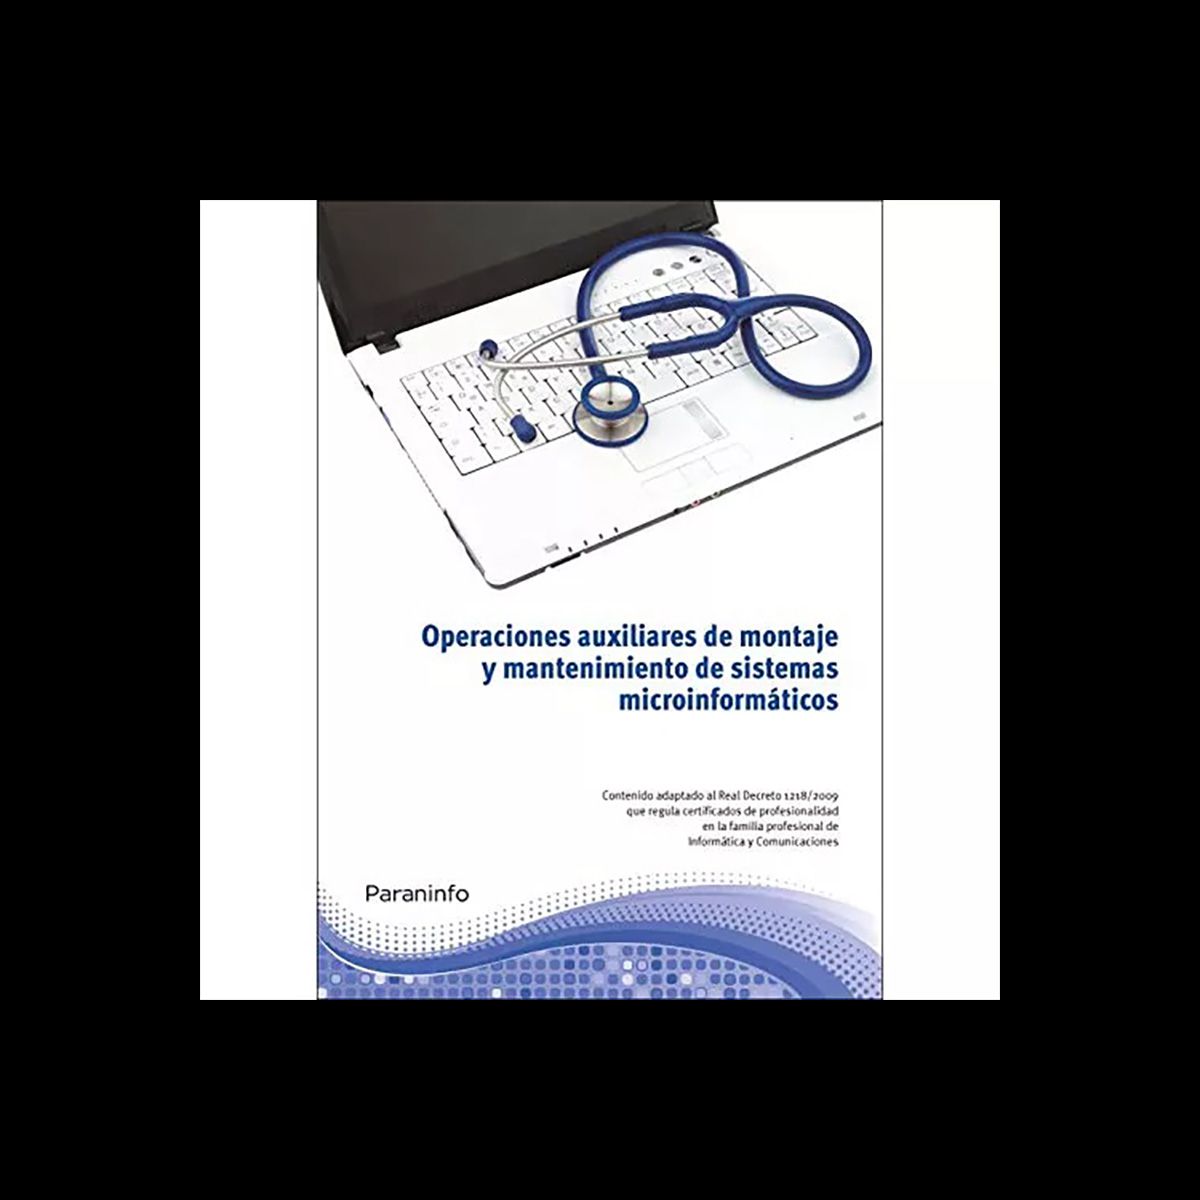 Operaciones auxiliares de montaje
y mantenimiento de sistemas
microinformáticos
Contenido adaptado al Real Decreto 1218/2009
que regula certificados de profesionalidad
en la familia profesional de
Informática y Comunicaciones
Paraninfo